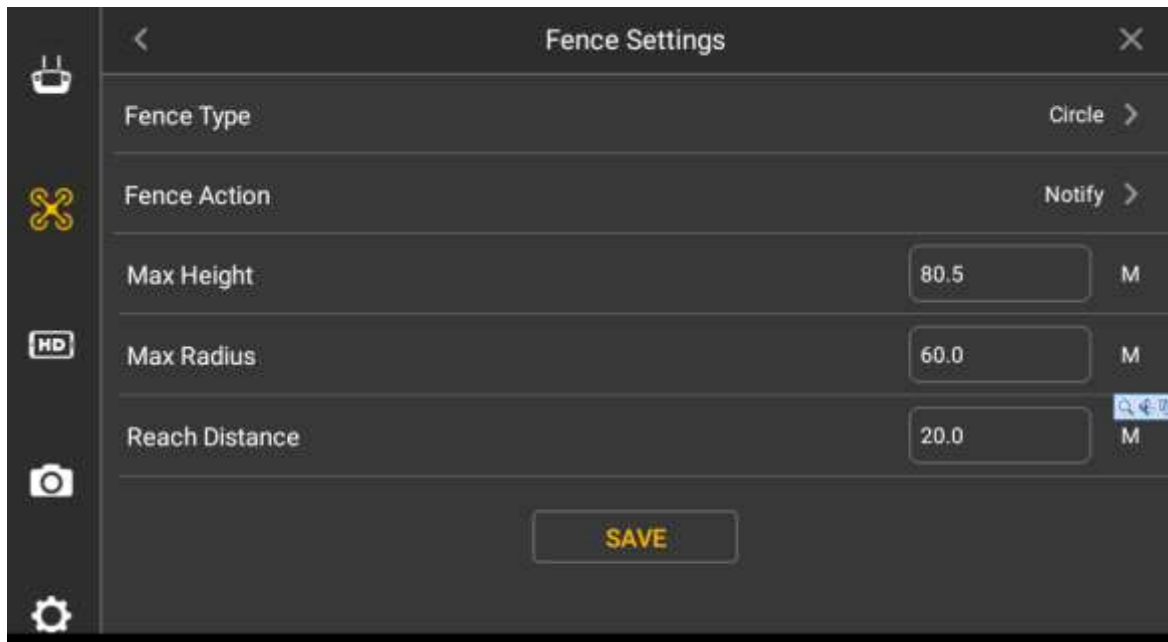 Fence Settings
Fence Type Circle
Fence Action Notify
HD
Max Height 80.5 M
Max Radius 60.0 M
Reach Distance 20.0 M
SAVE